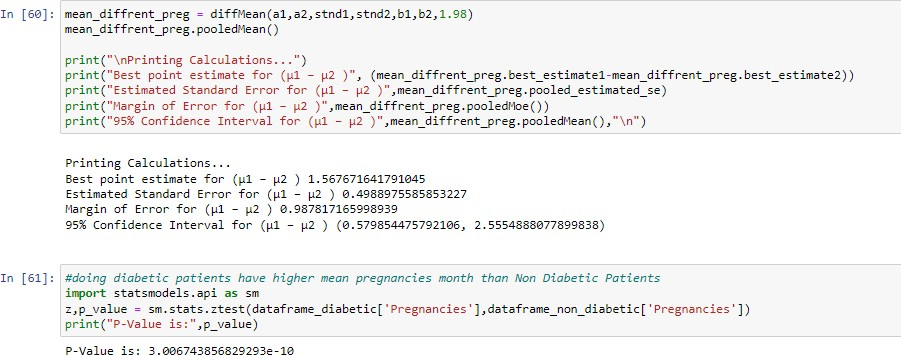 In [60]: mean_diffrent_preg = diffMean(a1,a2,stnd1,stnd2,b1,b2,1.98)
mean_diffrent_preg.pooledMean()
print("\nPrinting Calculations...")
print("Best point estimate for (μ1 – μ2 )", (mean_diffrent_preg.best_estimate1-mean_diffrent_preg.best_estimate2))
print("Estimated Standard Error for (μ1 – μ2 )",mean_diffrent_preg.pooled_estimated_se)
print("Margin of Error for (μ1 – μ2 )",mean_diffrent_preg.pooledMoe())
print("95% Confidence Interval for (μ1 – μ2 )",mean_diffrent_preg.pooledMean(),"\n")
Printing Calculations...
Best point estimate for (μ1 – μ2 ) 1.567671641791045
Estimated Standard Error for (μ1 – μ2 ) 0.4988975585853227
Margin of Error for (μ1 – μ2 ) 0.987817165998939
95% Confidence Interval for (μ1 – μ2 ) (0.579854475792106, 2.5554888077899838)
In [61]: #doing diabetic patients have higher mean pregnancies month than Non Diabetic Patients
import statsmodels.api as sm
z,p_value = sm.stats.ztest(dataframe_diabetic['Pregnancies'],dataframe_non_diabetic['Pregnancies'])
print("P-Value is:",p_value)
P-Value is: 3.006743856829293e-10